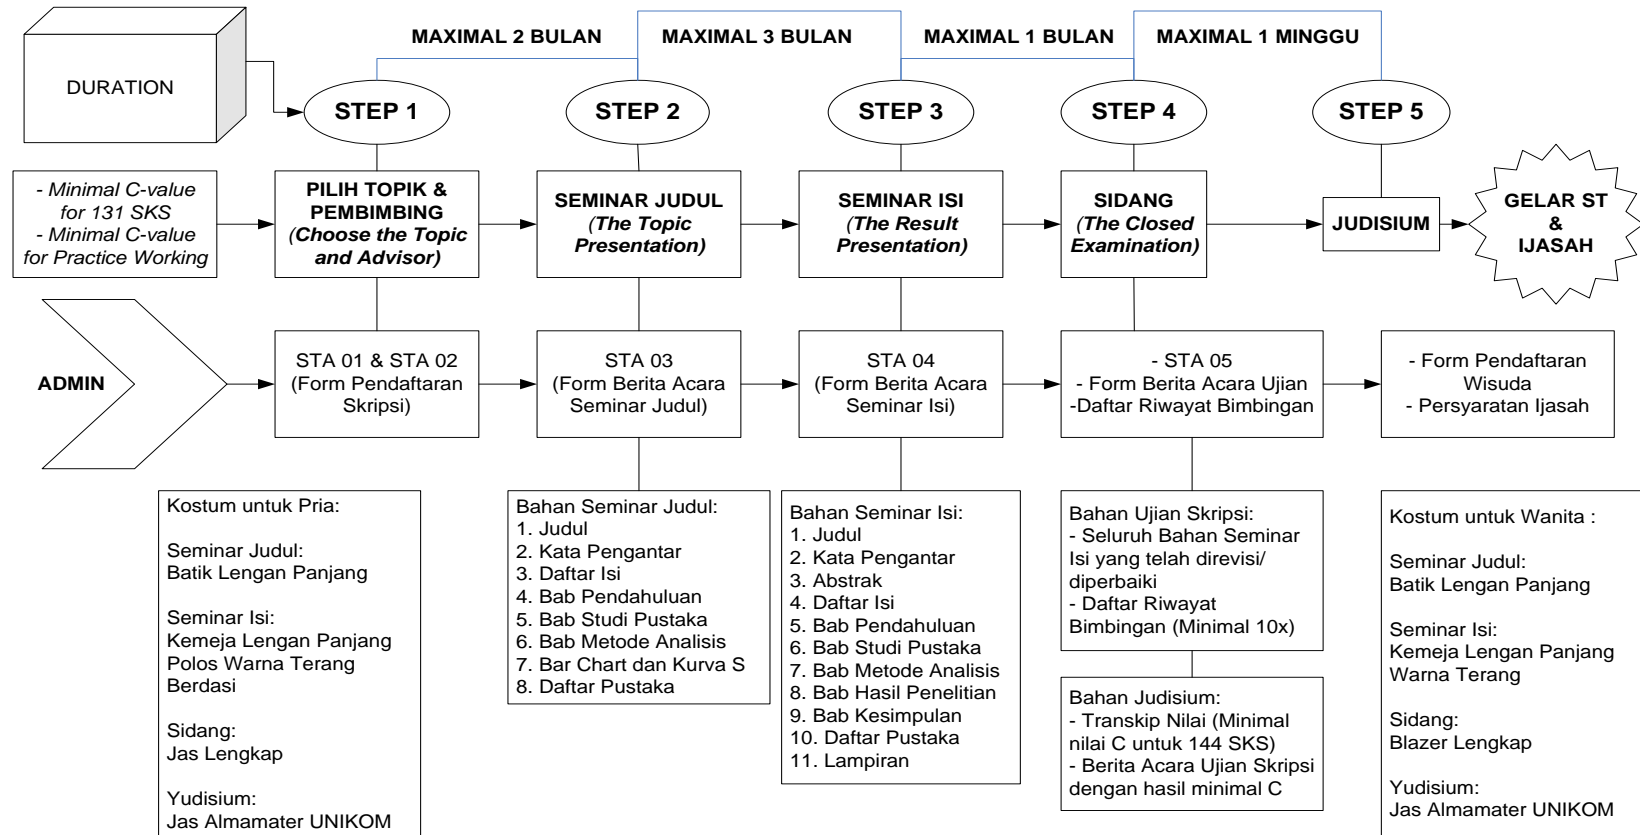 MAXIMAL 2 BULAN
MAXIMAL 3 BULAN
MAXIMAL 1 BULAN
MAXIMAL 1 MINGGU
DURATION
STEP 1
STEP 2
STEP 3
STEP 4
STEP 5
- Minimal C-value
for 131 SKS
- Minimal C-value
for Practice Working
PILIH TOPIK &
PEMBIMBING
(Choose the Topic
and Advisor)
SEMINAR JUDUL
(The Topic
Presentation)
SEMINAR ISI
(The Result
Presentation)
SIDANG
(The Closed
Examination)
JUDISIUM
GELAR ST
&
IJASAH
ADMIN
STA 01 & STA 02
(Form Pendaftaran
Skripsi)
STA 03
(Form Berita Acara
Seminar Judul)
STA 04
(Form Berita Acara
Seminar Isi)
- STA 05
- Form Berita Acara Ujian
-Daftar Riwayat Bimbingan
- Form Pendaftaran
Wisuda
- Persyaratan Ijasah
Kostum untuk Pria:
Seminar Judul:
Batik Lengan Panjang
Seminar Isi:
Kemeja Lengan Panjang
Polos Warna Terang
Berdasi
Sidang:
Jas Lengkap
Yudisium:
Jas Almamater UNIKOM
Bahan Seminar Judul:
1. Judul
2. Kata Pengantar
3. Daftar Isi
4. Bab Pendahuluan
5. Bab Studi Pustaka
6. Bab Metode Analisis
7. Bar Chart dan Kurva S
8. Daftar Pustaka
Bahan Seminar Isi:
1. Judul
2. Kata Pengantar
3. Abstrak
4. Daftar Isi
5. Bab Pendahuluan
6. Bab Studi Pustaka
7. Bab Metode Analisis
8. Bab Hasil Penelitian
9. Bab Kesimpulan
10. Daftar Pustaka
11. Lampiran
Bahan Ujian Skripsi:
- Seluruh Bahan Seminar
Isi yang telah direvisi/
diperbaiki
- Daftar Riwayat
Bimbingan (Minimal 10x)
Bahan Judisium:
- Transkip Nilai (Minimal
nilai C untuk 144 SKS)
- Berita Acara Ujian Skripsi
dengan hasil minimal C
Kostum untuk Wanita :
Seminar Judul:
Batik Lengan Panjang
Seminar Isi:
Kemeja Lengan Panjang
Warna Terang
Sidang:
Blazer Lengkap
Yudisium:
Jas Almamater UNIKOM